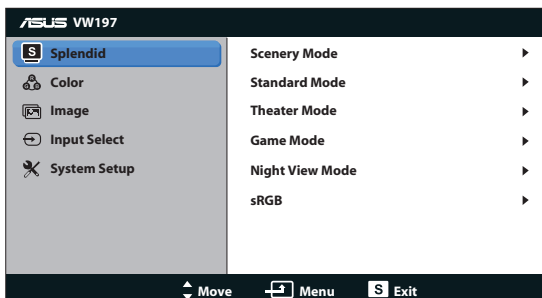 ASUS VW197
S Splendid
Color
Image
Input Select
System Setup
Scenery Mode
Standard Mode
Theater Mode
Game Mode
Night View Mode
sRGB
Move Menu S Exit